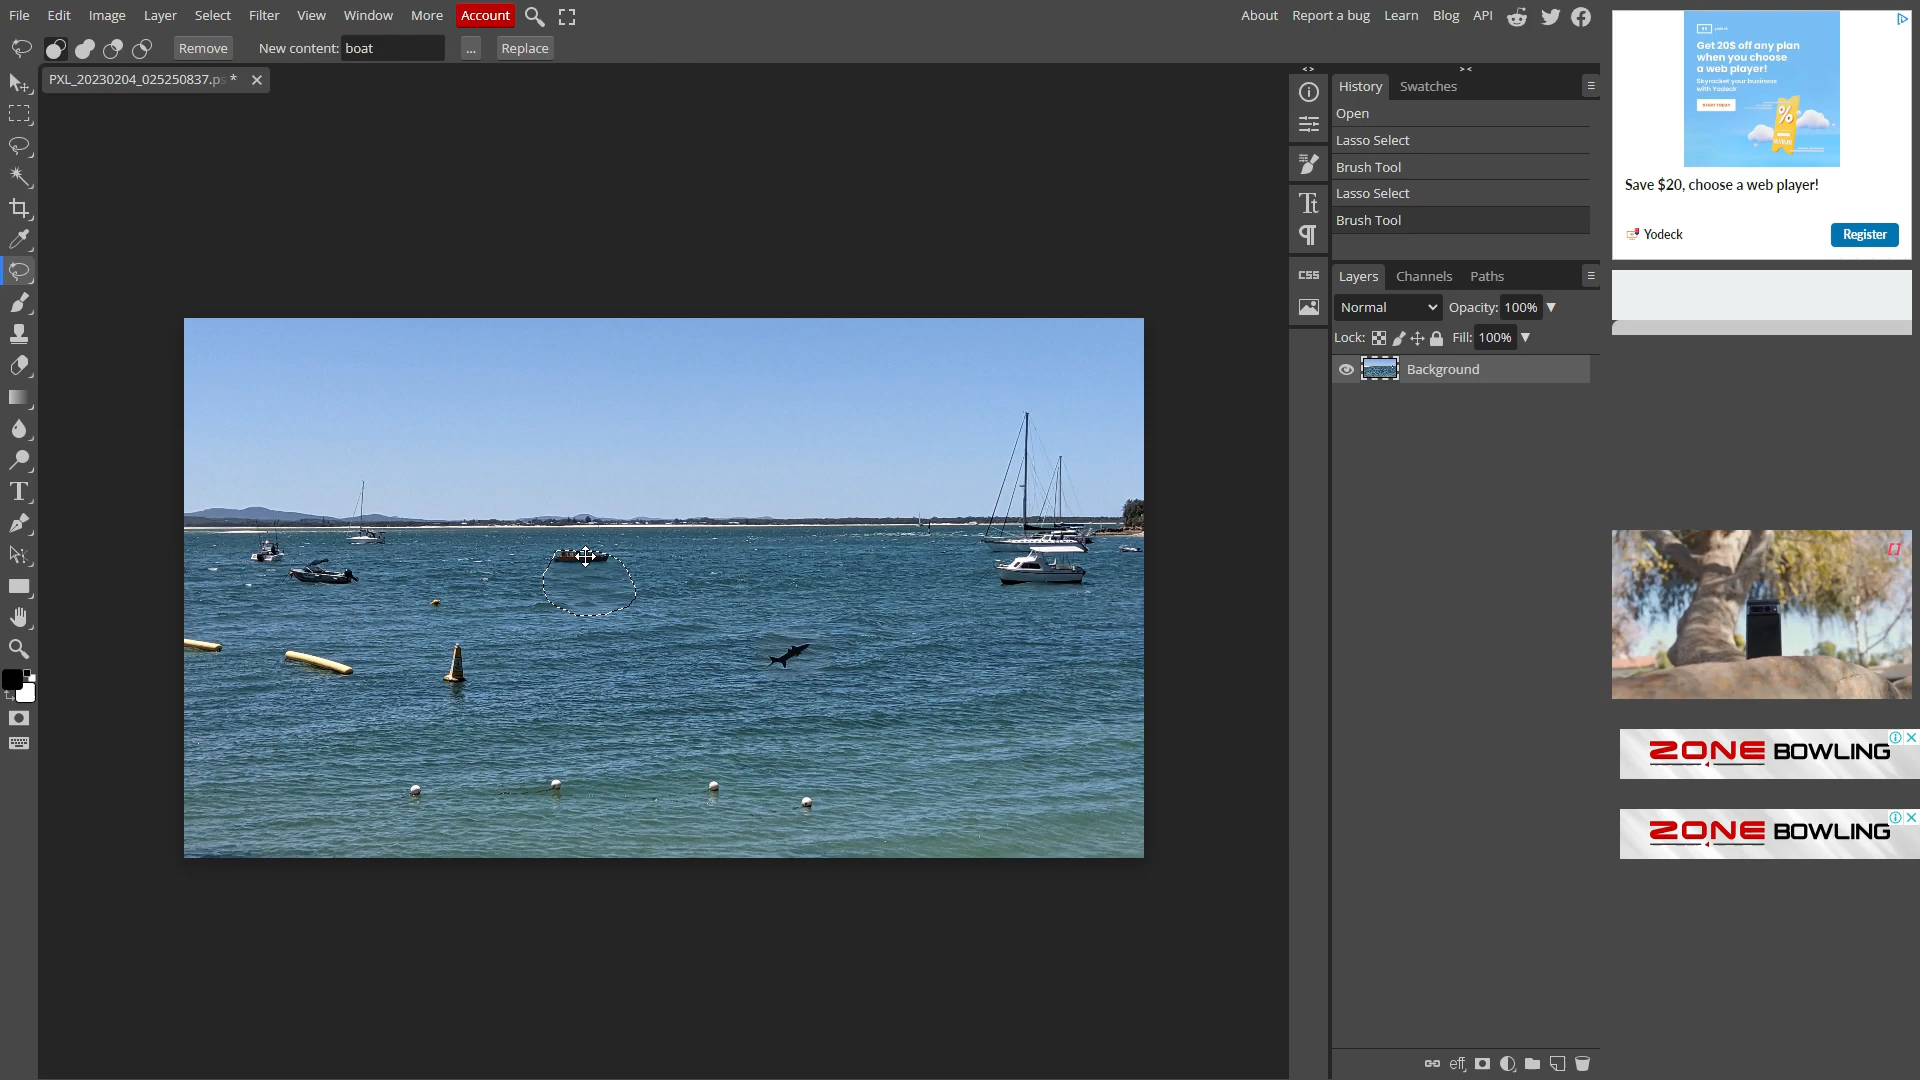 File Edit Image Layer Select Filter View Window More Account About Report a bug Learn Blog API
Remove New content: boat ... Replace
PXL_20230204_025250837.ps *
History Swatches
Open
Lasso Select
Brush Tool
Lasso Select
Brush Tool
Layers Channels Paths
Normal Opacity: 100%
Lock: Fill: 100%
Background
CSS
eff
Get 20$ off any plan
when you choose
a web player!
Skyrocket your business
with Yodeck
START TODAY
Save $20, choose a web player!
Yodeck Register
ZONE BOWLING
ZONE BOWLING